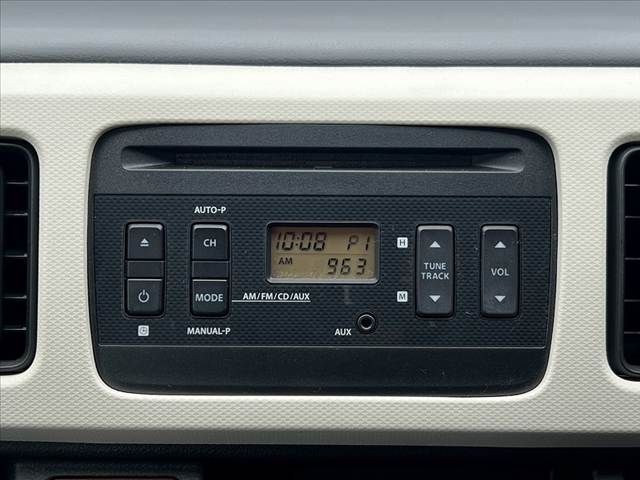 AUTO-P
CH
10:08 P1
H
AM 963
TUNE
TRACK
VOL
MODE
AM/FM/CD/AUX
M
MANUAL-P
AUX